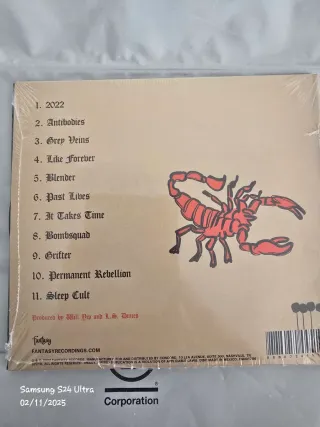 1. 2022
2. Antibodies
3. Grey Veins
4. Like Forever
5. Blender
6. Past Lives
7. It Takes Time
8. Bombsquad
9. Grifter
10. Permanent Rebellion
11. Sleep Cult
Produced by Will Yip and L.S. Dunes
Fantasy
FANTASYRECORDINGS.COM
Corporation
Samsung S24 Ultra
02/11/2025